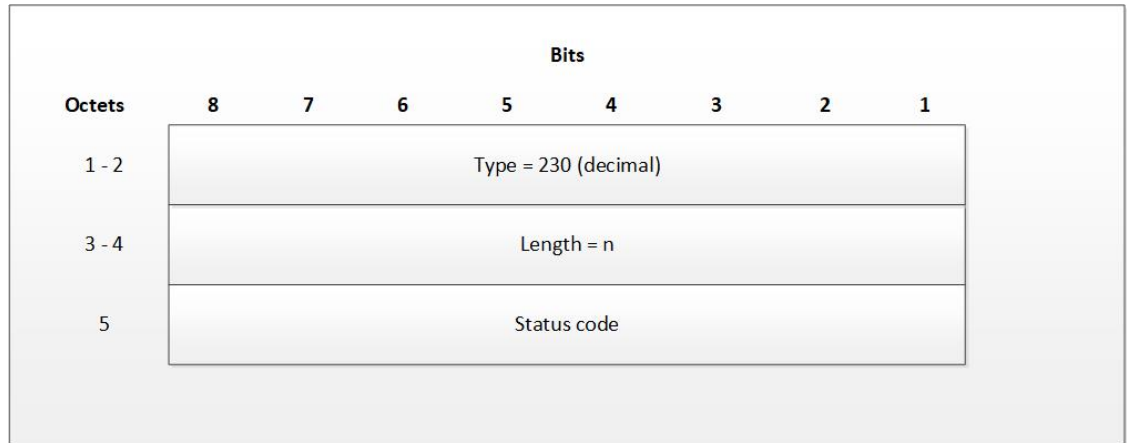 Bits
Octets 8 7 6 5 4 3 2 1
1 - 2 Type = 230 (decimal)
3 - 4 Length = n
5 Status code